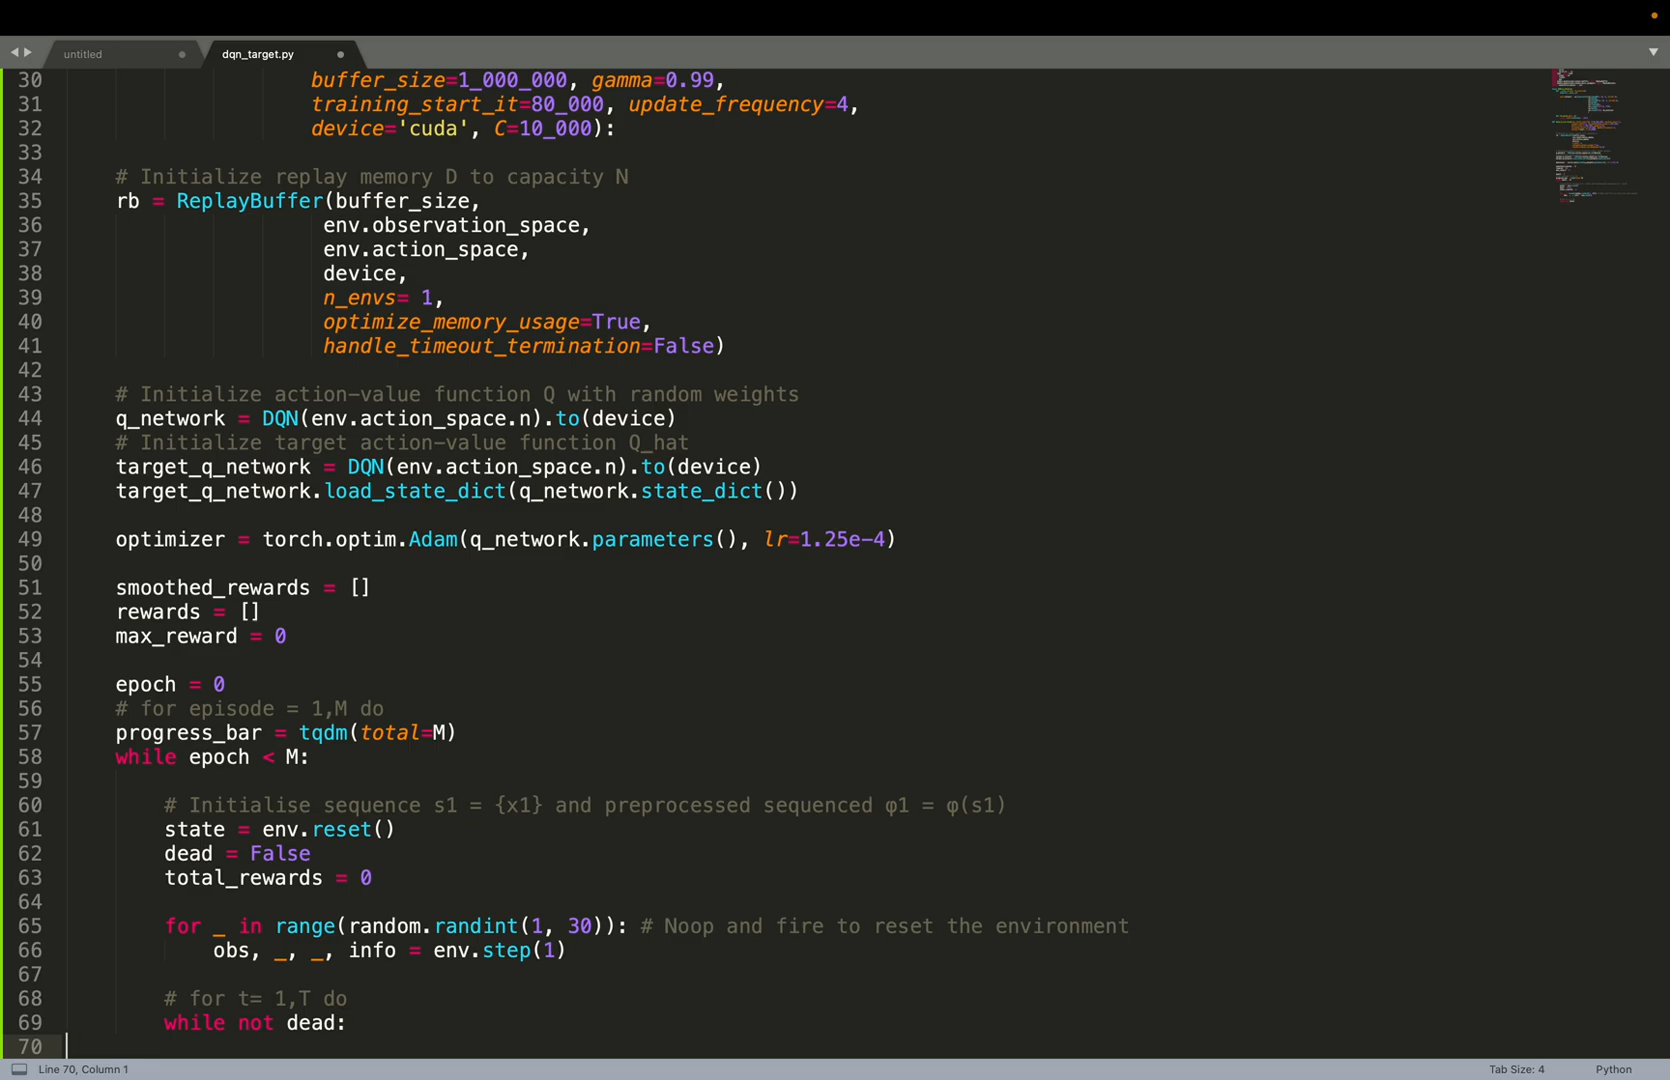 untitled
dqn_target.py
30 buffer_size=1_000_000, gamma=0.99,
31 training_start_it=80_000, update_frequency=4,
32 device='cuda', C=10_000):
33
34 # Initialize replay memory D to capacity N
35 rb = ReplayBuffer(buffer_size,
36 env.observation_space,
37 env.action_space,
38 device,
39 n_envs= 1,
40 optimize_memory_usage=True,
41 handle_timeout_termination=False)
42
43 # Initialize action-value function Q with random weights
44 q_network = DQN(env.action_space.n).to(device)
45 # Initialize target action-value function Q_hat
46 target_q_network = DQN(env.action_space.n).to(device)
47 target_q_network.load_state_dict(q_network.state_dict())
48
49 optimizer = torch.optim.Adam(q_network.parameters(), lr=1.25e-4)
50
51 smoothed_rewards = []
52 rewards = []
53 max_reward = 0
54
55 epoch = 0
56 # for episode = 1,M do
57 progress_bar = tqdm(total=M)
58 while epoch < M:
59
60 # Initialise sequence s1 = {x1} and preprocessed sequenced φ1 = φ(s1)
61 state = env.reset()
62 dead = False
63 total_rewards = 0
64
65 for _ in range(random.randint(1, 30)): # Noop and fire to reset the environment
66 obs, _, _, info = env.step(1)
67
68 # for t= 1,T do
69 while not dead:
70
Line 70, Column 1
Tab Size: 4
Python